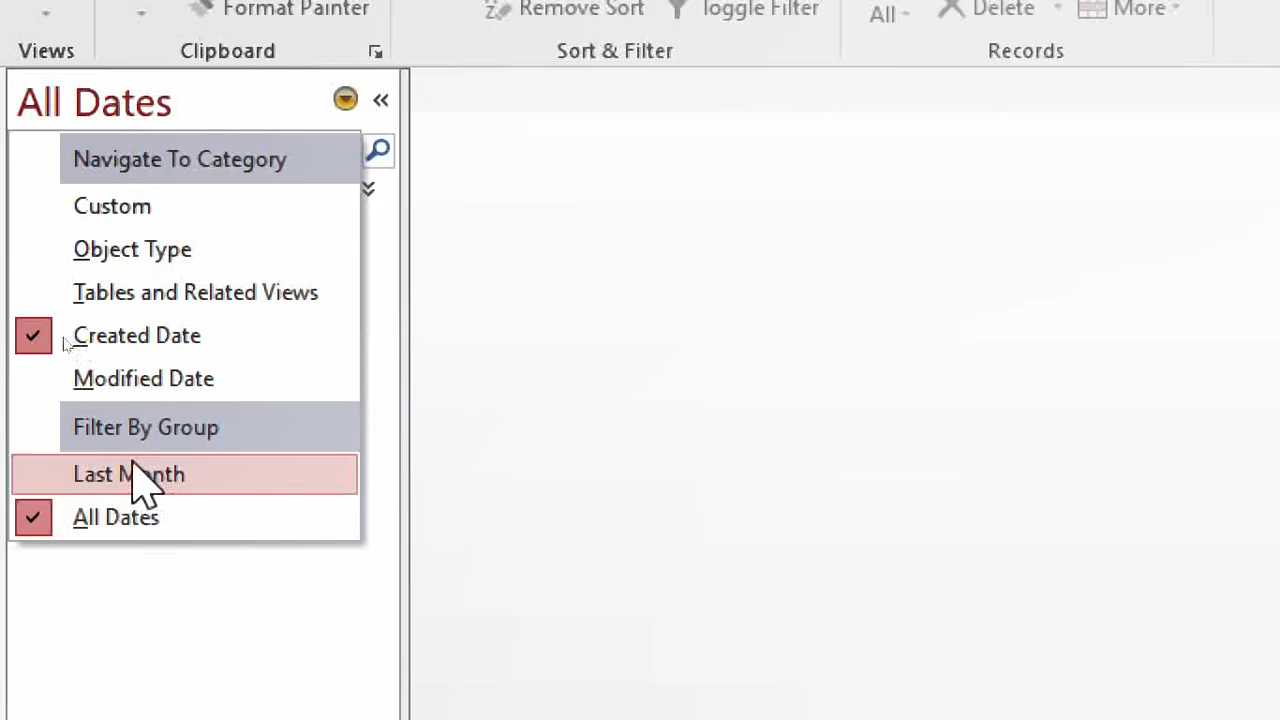 Format Painter
Remove Sort
Toggle Filter
All
Delete
More
Views
Clipboard
Sort & Filter
Records
All Dates
Navigate To Category
Custom
Object Type
Tables and Related Views
Created Date
Modified Date
Filter By Group
Last Month
All Dates